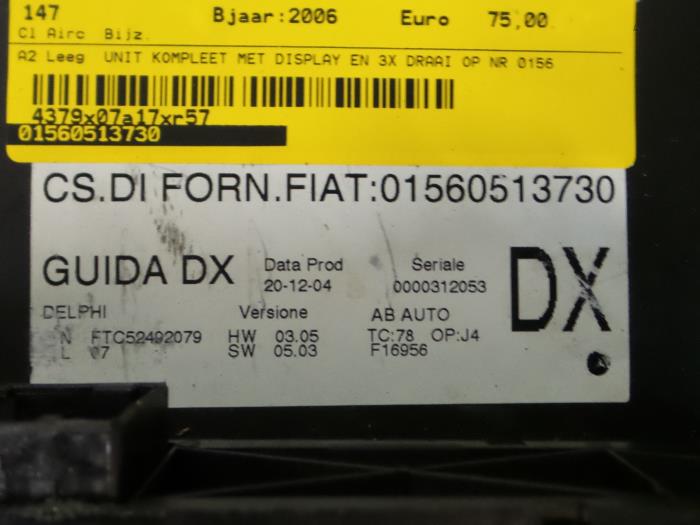 147 Bjaar:2006 Euro 75,00
Cl Airc Bijz.
A2 Leeg UNIT KOMPLEET MET DISPLAY EN 3X DRAAI OP NR 0156
4379x07a17xr57
01560513730
CS.DI FORN.FIAT:01560513730
GUIDA DX Data Prod Seriale DX
20-12-04 0000312053
DELPHI Versione AB AUTO
N FTC52492079 HW 03.05 TC:78 OP:J4
L 07 SW 05.03 F16956